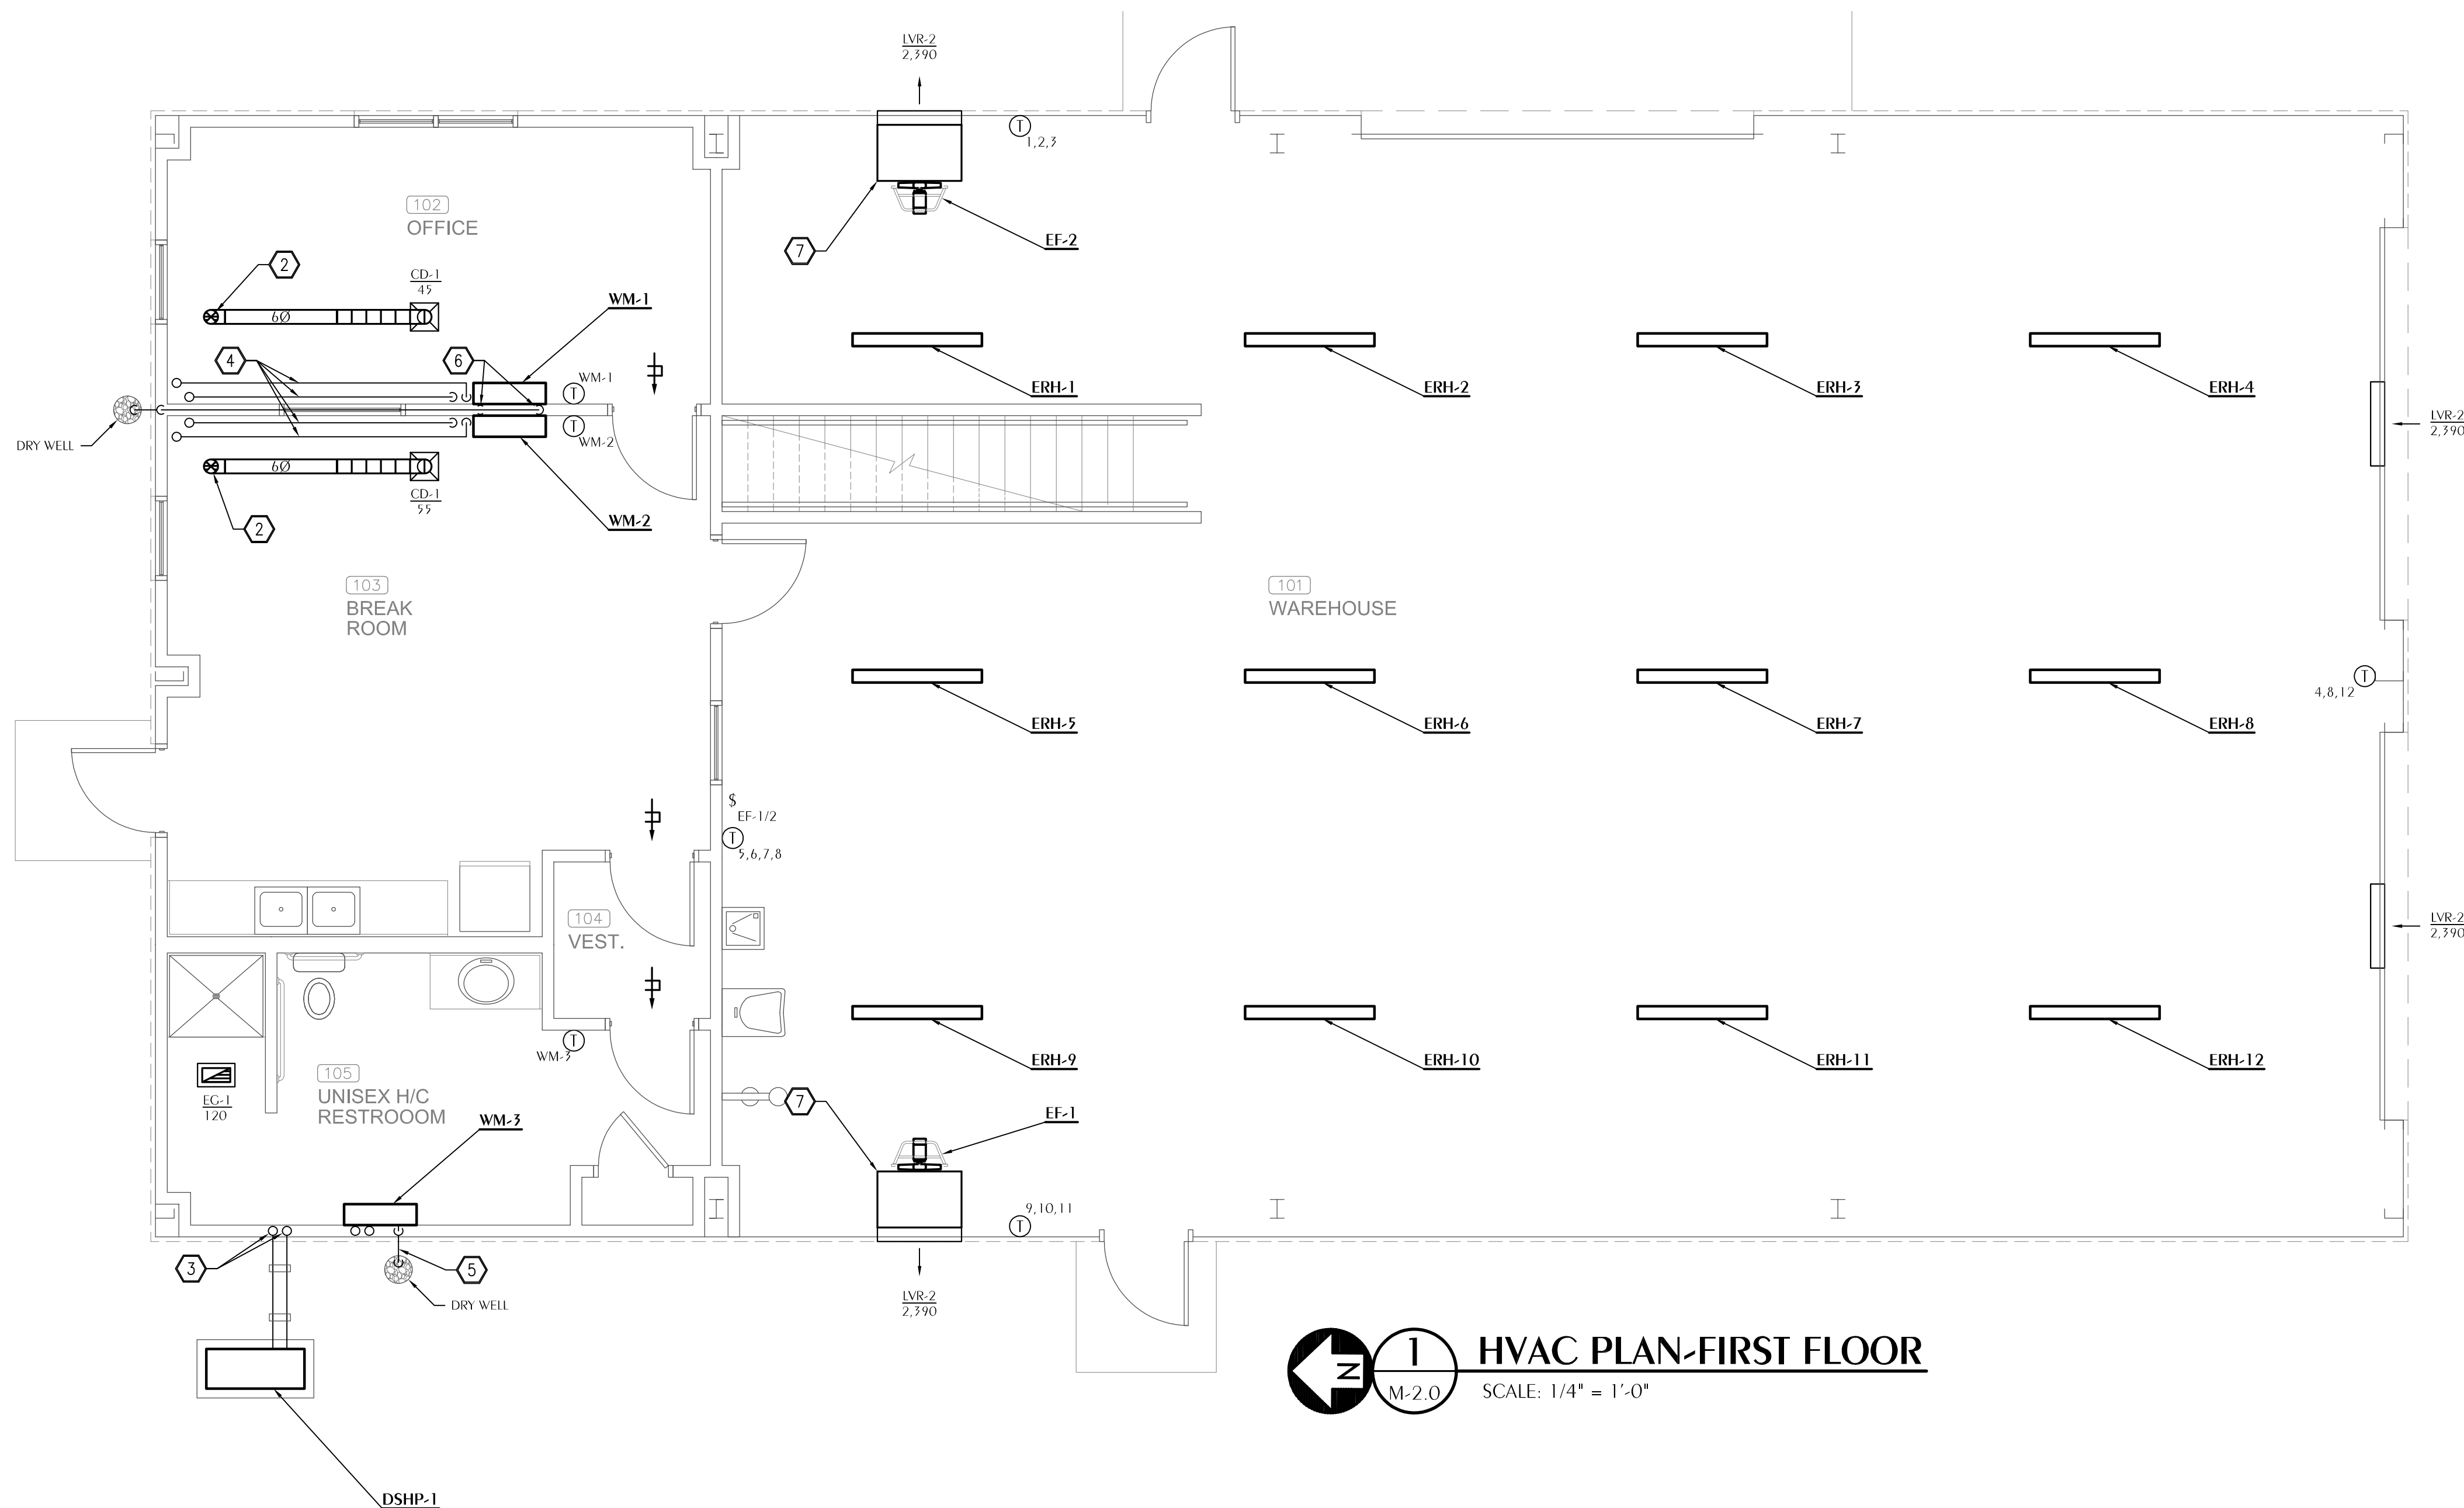 LVR-2
2,390
T
1,2,3
102
OFFICE
2
CD-1
45
6Ø
WM-1
EF-2
7
4
6
T
WM-1
T
WM-2
DRY WELL
6Ø
CD-1
55
2
WM-2
ERH-1
ERH-2
ERH-3
ERH-4
LVR-2
2,390
103
BREAK
ROOM
101
WAREHOUSE
T
4,8,12
ERH-5
ERH-6
ERH-7
ERH-8
$
EF-1/2
T
5,6,7,8
104
VEST.
LVR-2
2,390
T
WM-3
ERH-9
ERH-10
ERH-11
ERH-12
105
UNISEX H/C
RESTROOOM
EG-1
120
WM-3
7
EF-1
9,10,11
T
3
5
DRY WELL
LVR-2
2,390
N
1
M-2.0
HVAC PLAN-FIRST FLOOR
SCALE: 1/4" = 1'-0"
DSHP-1